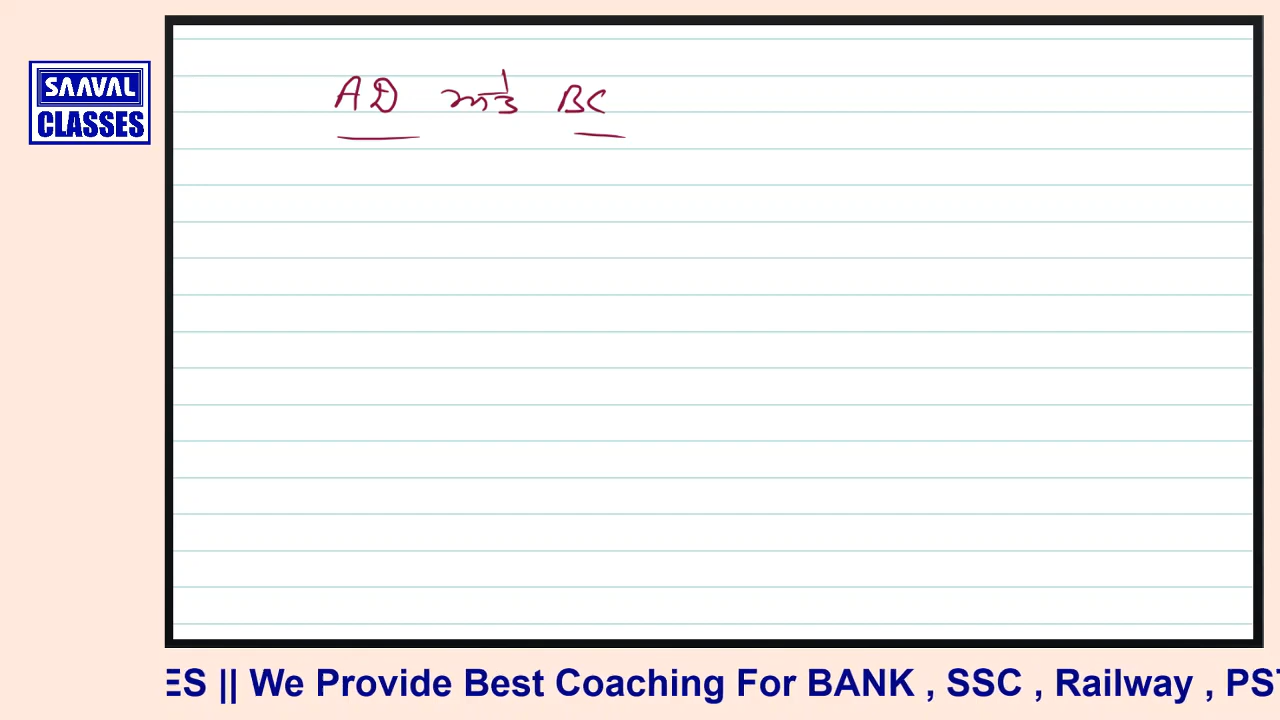 SAAVAL
CLASSES
AD ਅਤੇ BC
ES || We Provide Best Coaching For BANK , SSC , Railway , PST